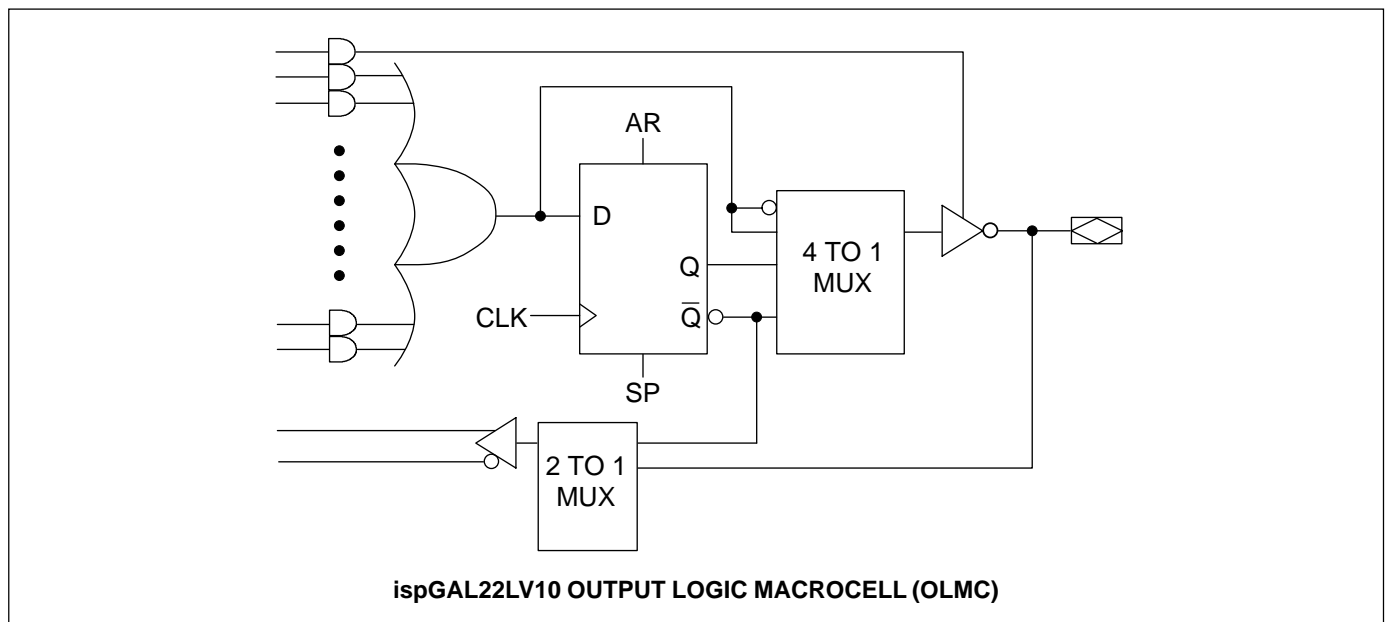 AR
D
4 TO 1
MUX
Q
CLK
Q̅
SP
2 TO 1
MUX
ispGAL22LV10 OUTPUT LOGIC MACROCELL (OLMC)